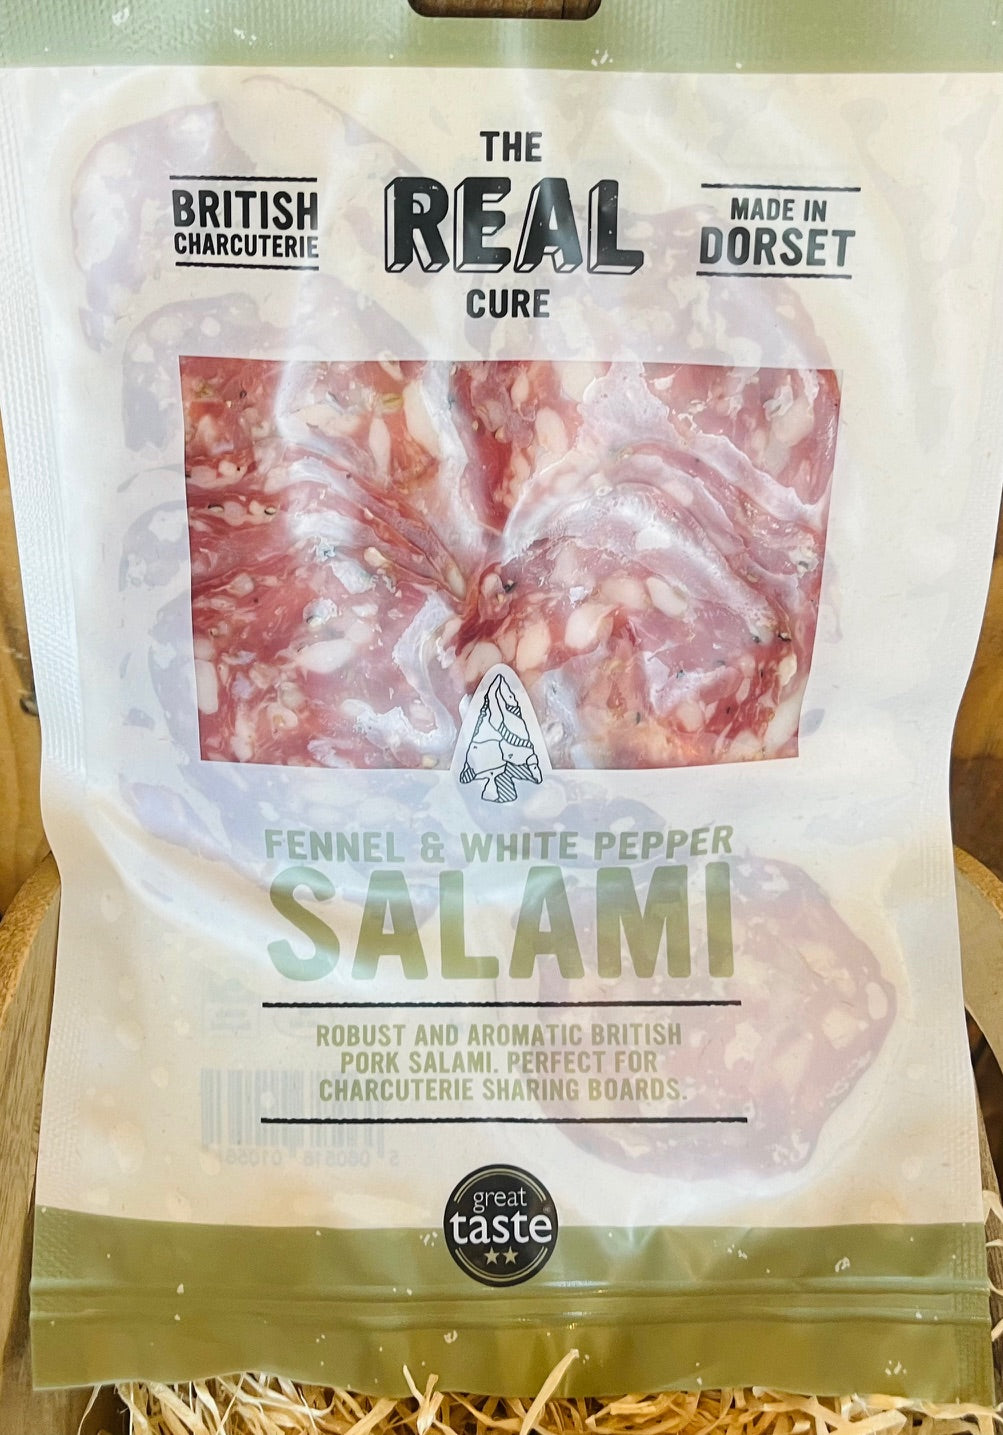 THE
REAL
CURE
BRITISH
CHARCUTERIE
MADE IN
DORSET
FENNEL & WHITE PEPPER
SALAMI
ROBUST AND AROMATIC BRITISH
PORK SALAMI. PERFECT FOR
CHARCUTERIE SHARING BOARDS.
great
taste